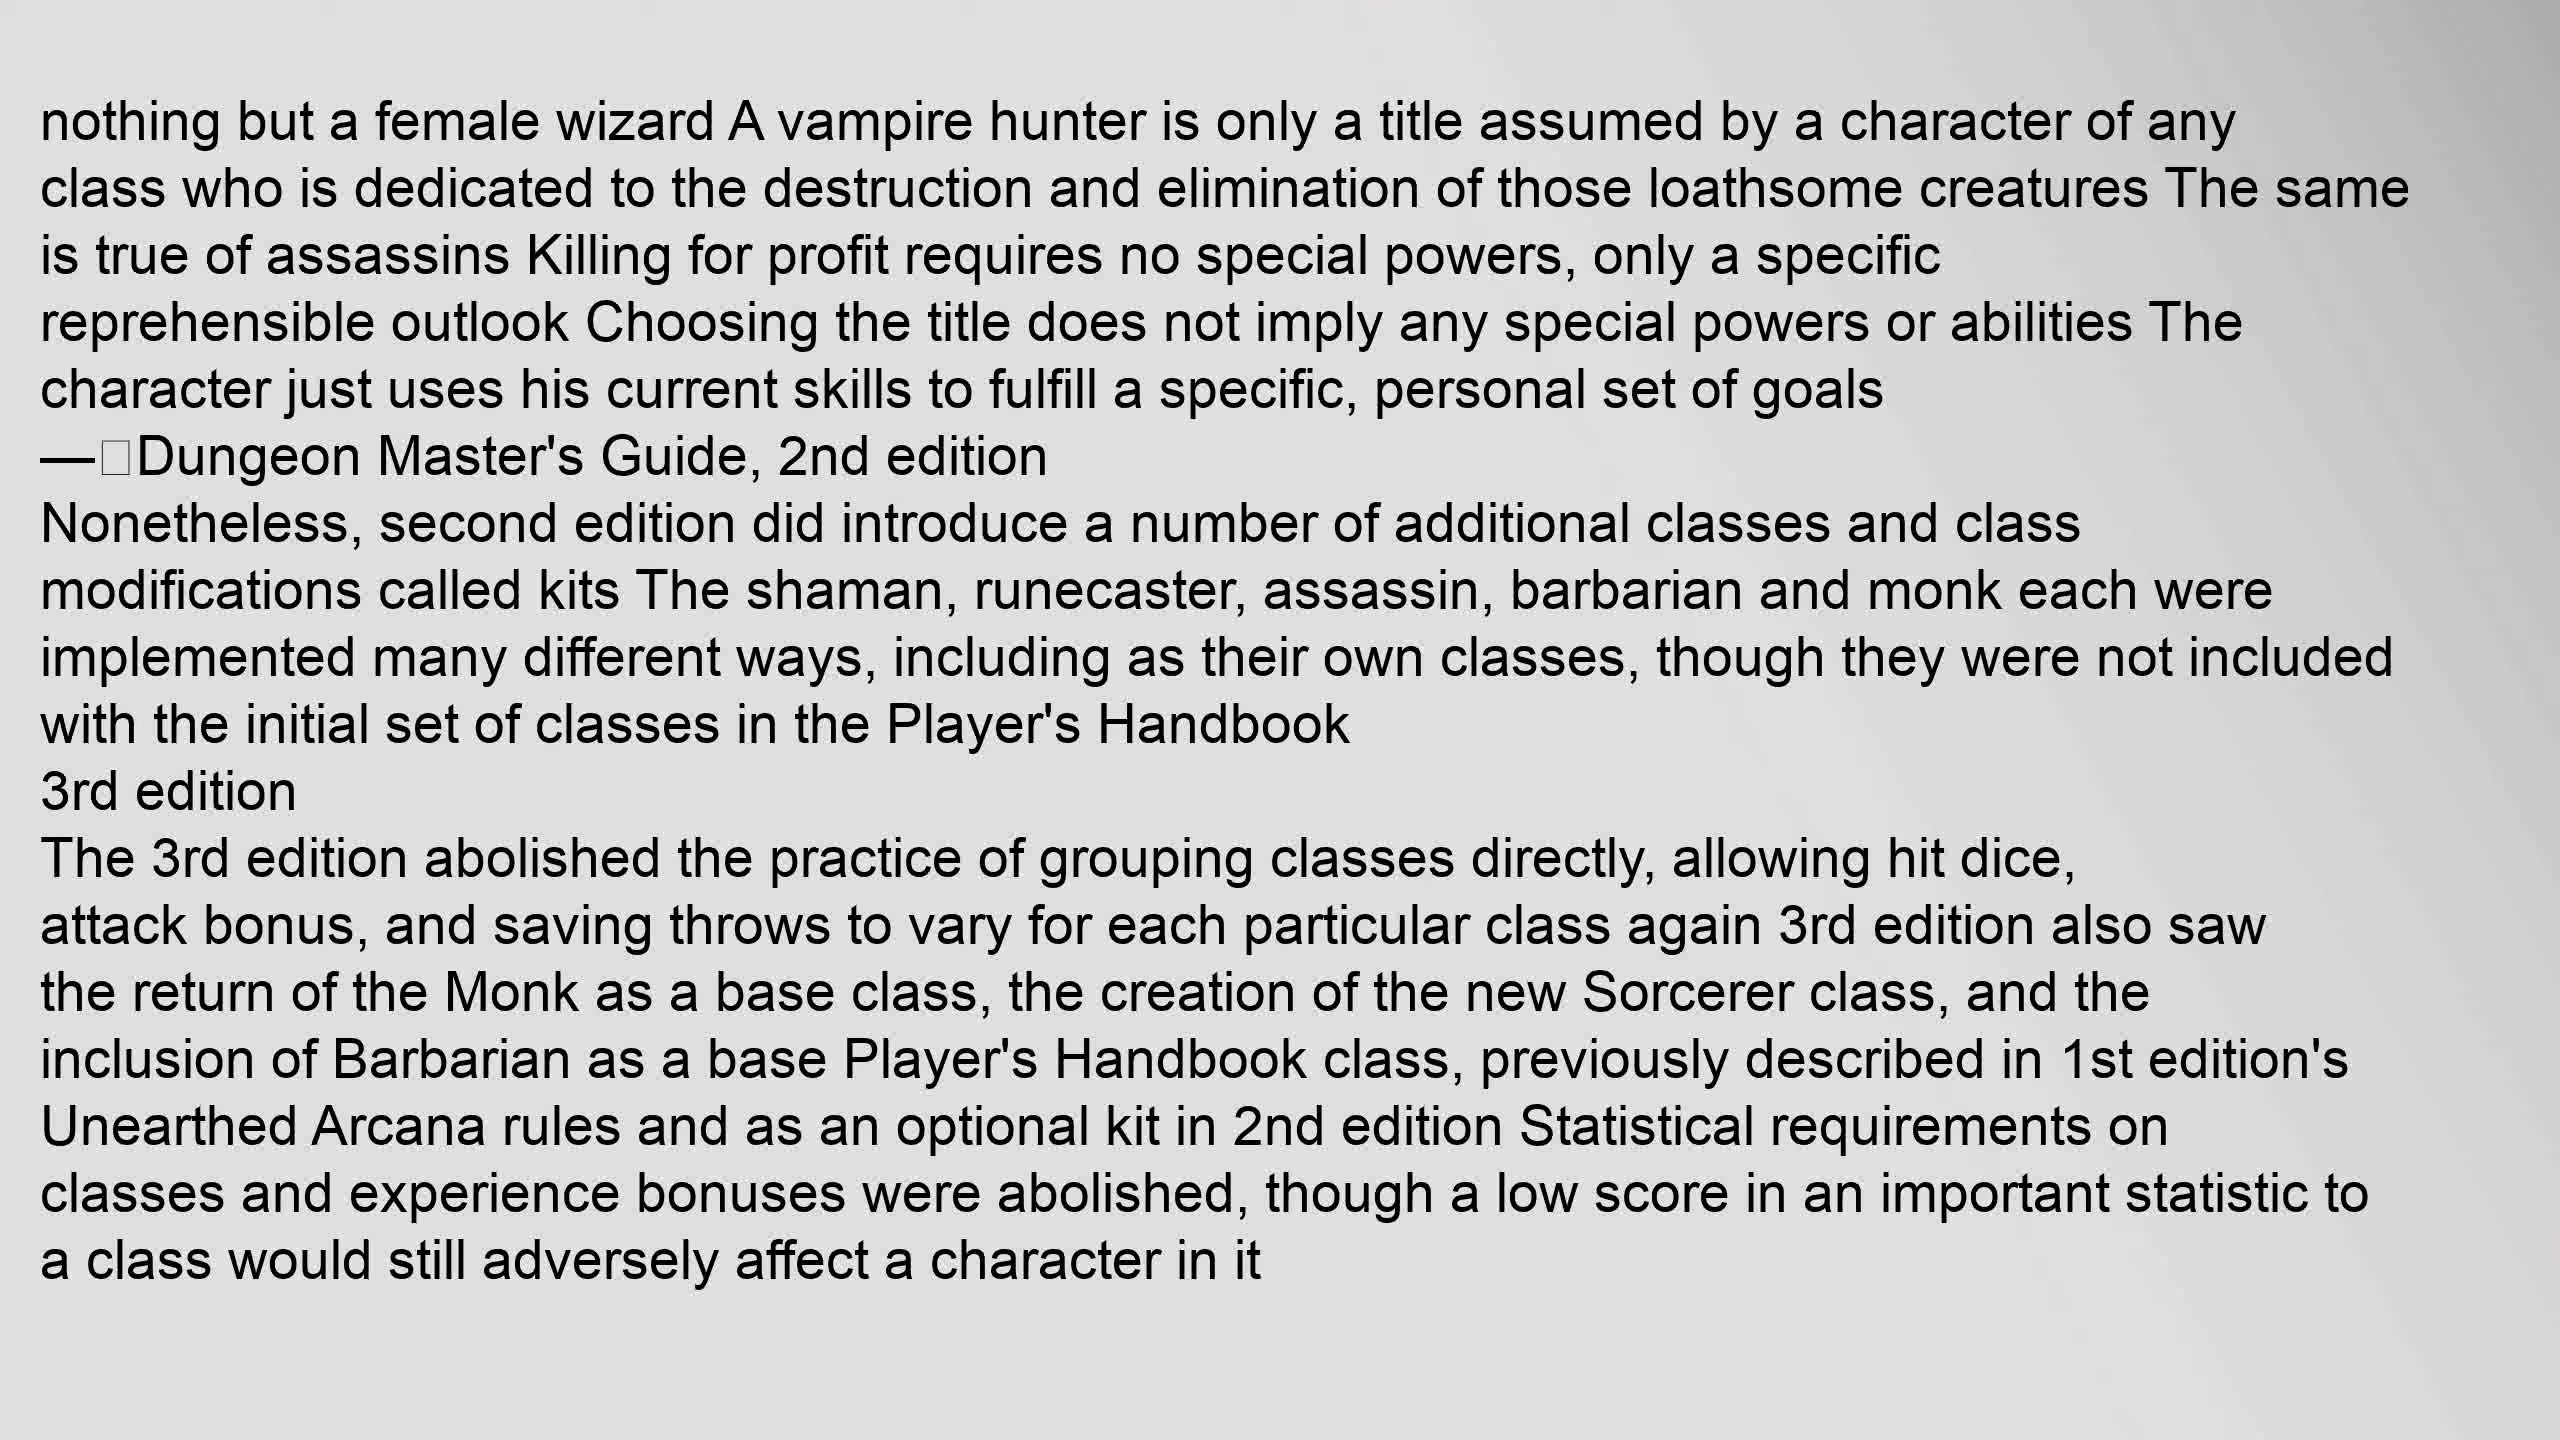 nothing but a female wizard A vampire hunter is only a title assumed by a character of any
class who is dedicated to the destruction and elimination of those loathsome creatures The same
is true of assassins Killing for profit requires no special powers, only a specific
reprehensible outlook Choosing the title does not imply any special powers or abilities The
character just uses his current skills to fulfill a specific, personal set of goals
—□Dungeon Master's Guide, 2nd edition
Nonetheless, second edition did introduce a number of additional classes and class
modifications called kits The shaman, runecaster, assassin, barbarian and monk each were
implemented many different ways, including as their own classes, though they were not included
with the initial set of classes in the Player's Handbook
3rd edition
The 3rd edition abolished the practice of grouping classes directly, allowing hit dice,
attack bonus, and saving throws to vary for each particular class again 3rd edition also saw
the return of the Monk as a base class, the creation of the new Sorcerer class, and the
inclusion of Barbarian as a base Player's Handbook class, previously described in 1st edition's
Unearthed Arcana rules and as an optional kit in 2nd edition Statistical requirements on
classes and experience bonuses were abolished, though a low score in an important statistic to
a class would still adversely affect a character in it